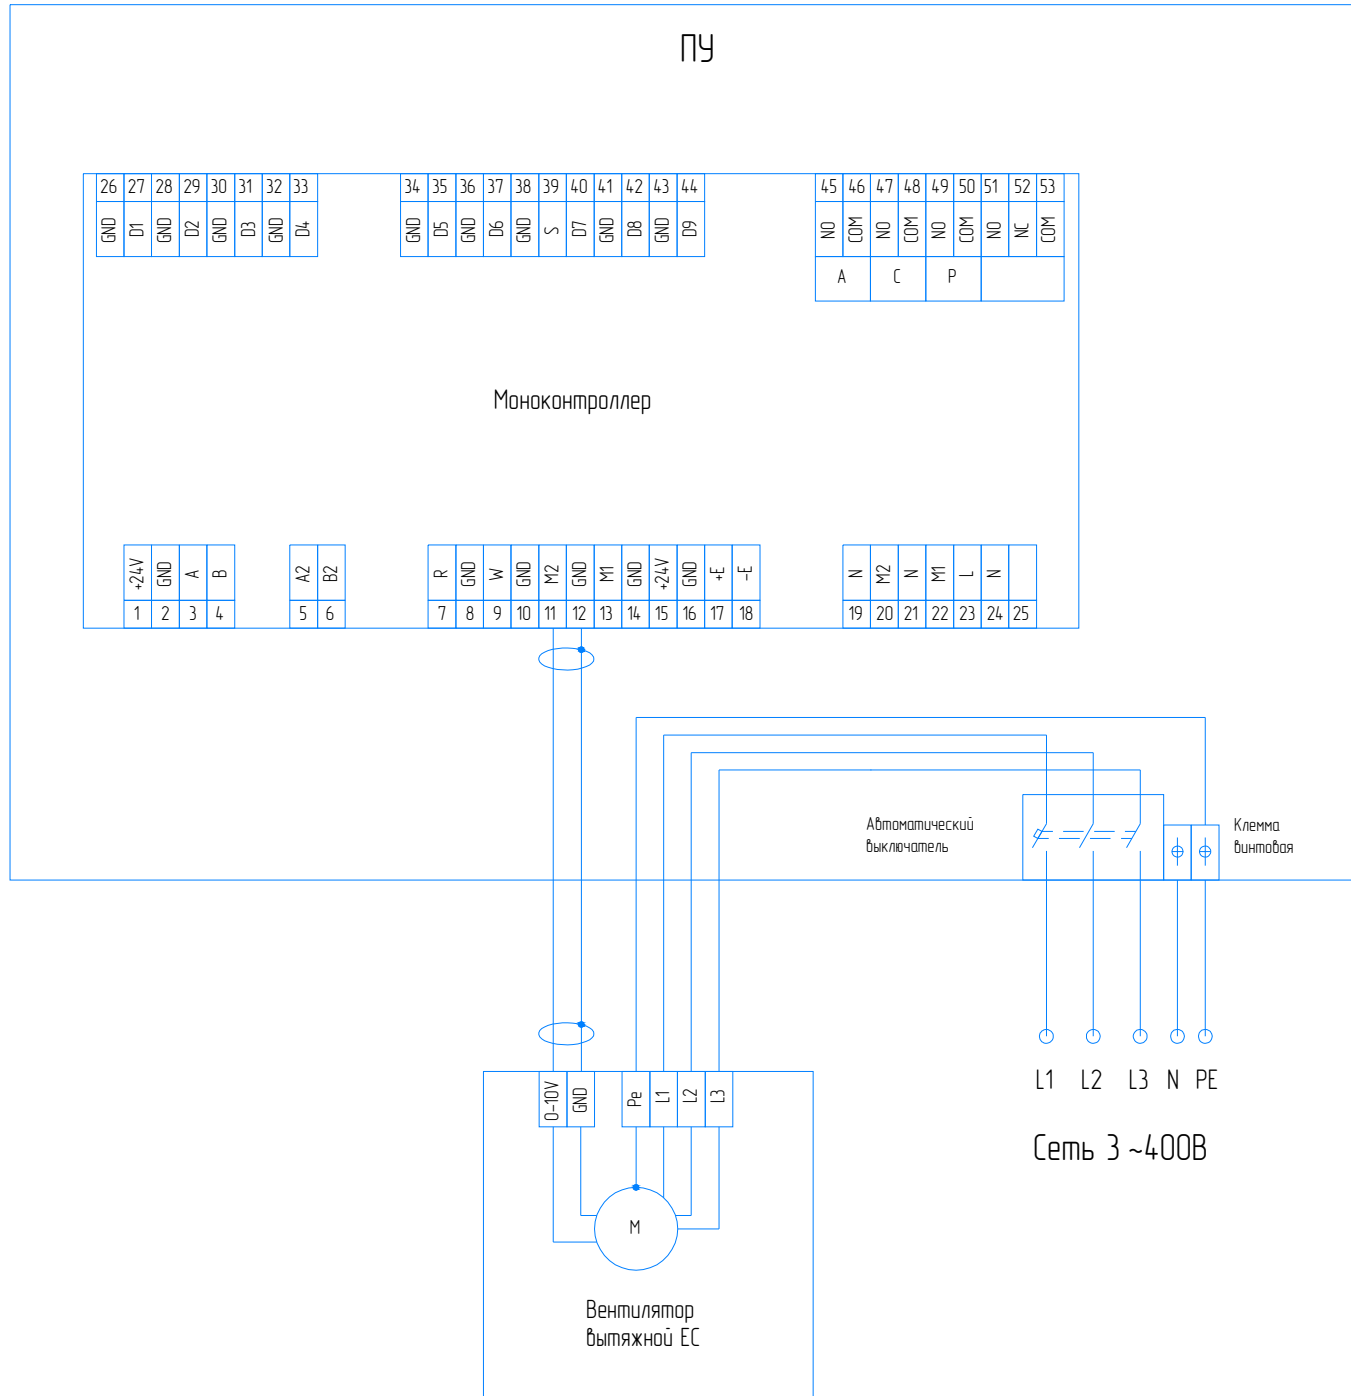 ПУ
26 27 28 29 30 31 32 33
GND D1 GND D2 GND D3 GND D4
34 35 36 37 38 39 40 41 42 43 44
GND D5 GND D6 GND S D7 GND D8 GND D9
45 46 47 48 49 50 51 52 53
NO COM NO COM NO COM NO NC COM
A C P
Моноконтроллер
+24V GND A B
1 2 3 4
A2 B2
5 6
R GND W GND M2 GND M1 GND +24V GND +E -E
7 8 9 10 11 12 13 14 15 16 17 18
N M2 N M1 L N
19 20 21 22 23 24 25
Автоматический
выключатель
Клемма
винтовая
0-10V GND Pe L1 L2 L3
M
Вентилятор
вытяжной ЕС
L1 L2 L3 N PE
Сеть 3 ~400В